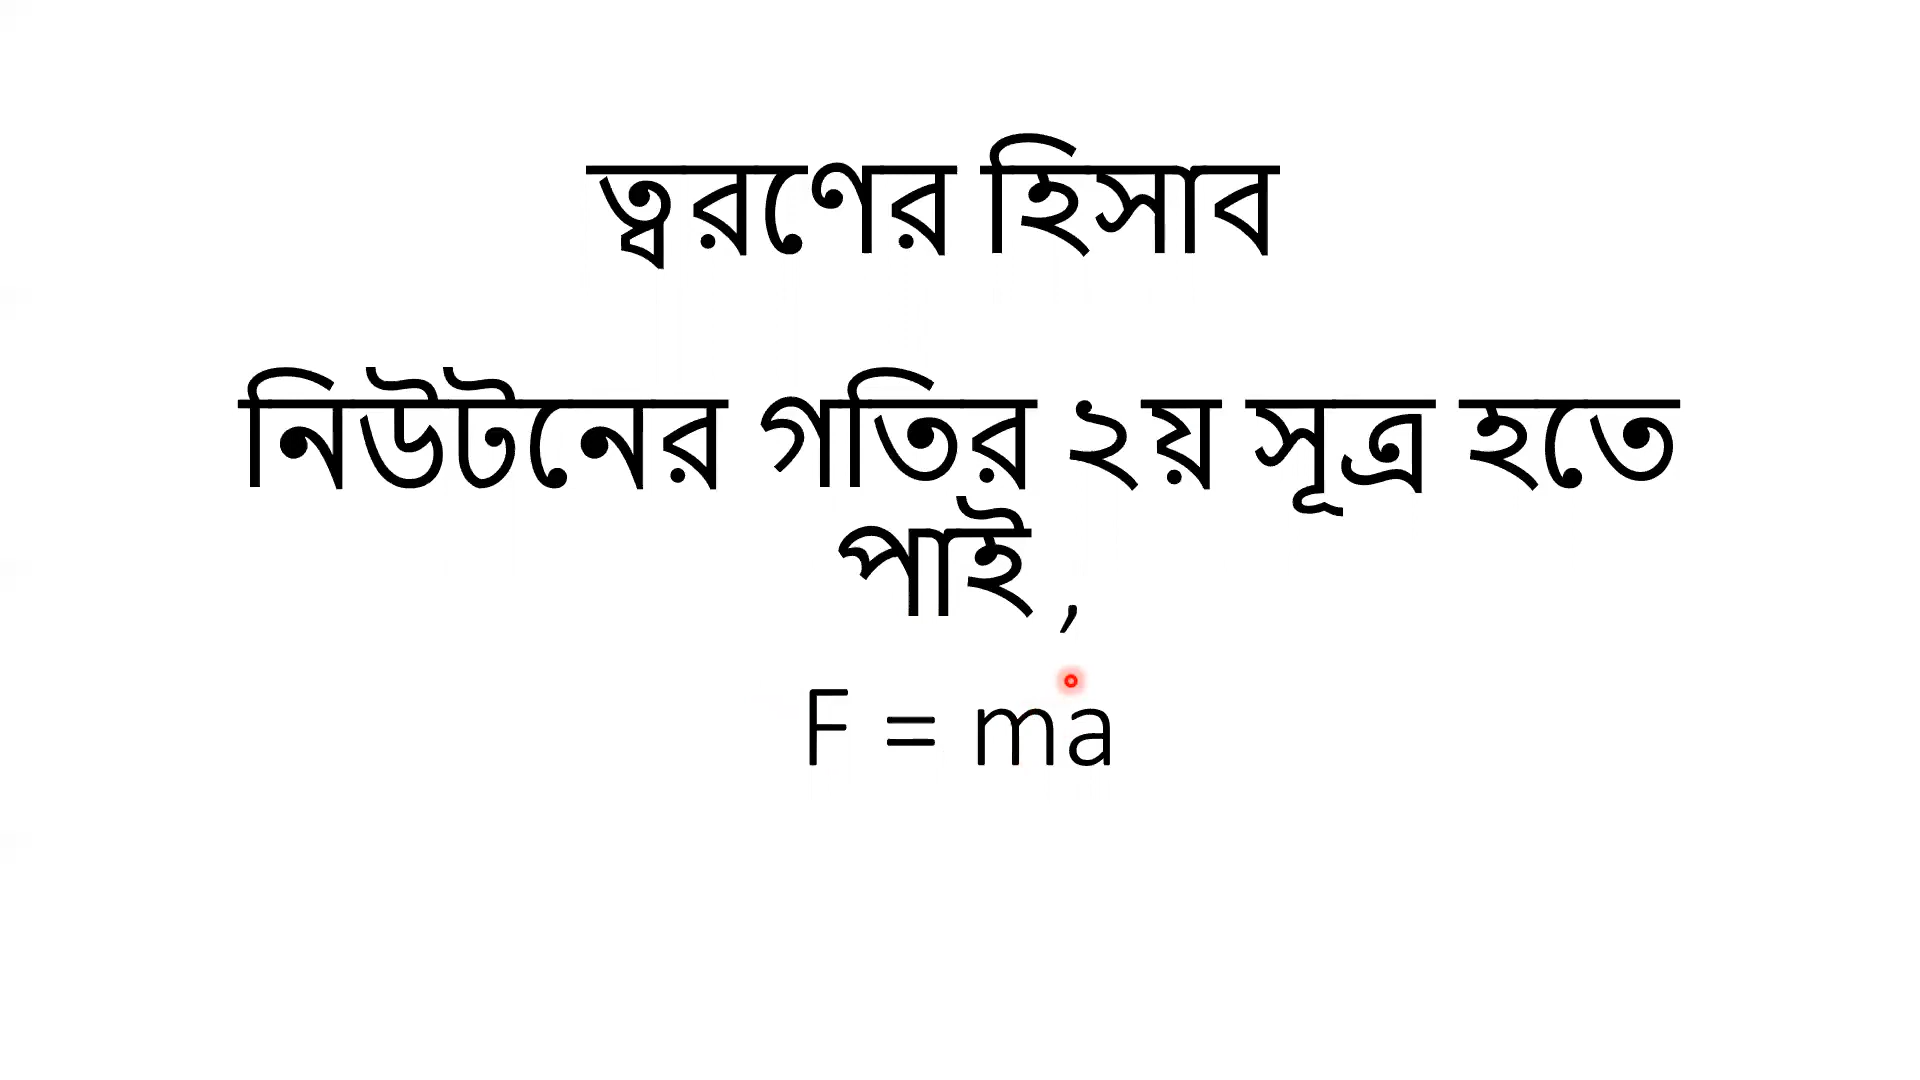 ত্বরণের হিসাব
নিউটনের গতির ২য় সূত্র হতে
পাই ,
F = ma